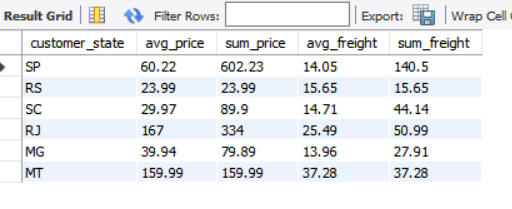 Result Grid Filter Rows: Export: Wrap Cell
customer_state avg_price sum_price avg_freight sum_freight
SP 60.22 602.23 14.05 140.5
RS 23.99 23.99 15.65 15.65
SC 29.97 89.9 14.71 44.14
RJ 167 334 25.49 50.99
MG 39.94 79.89 13.96 27.91
MT 159.99 159.99 37.28 37.28